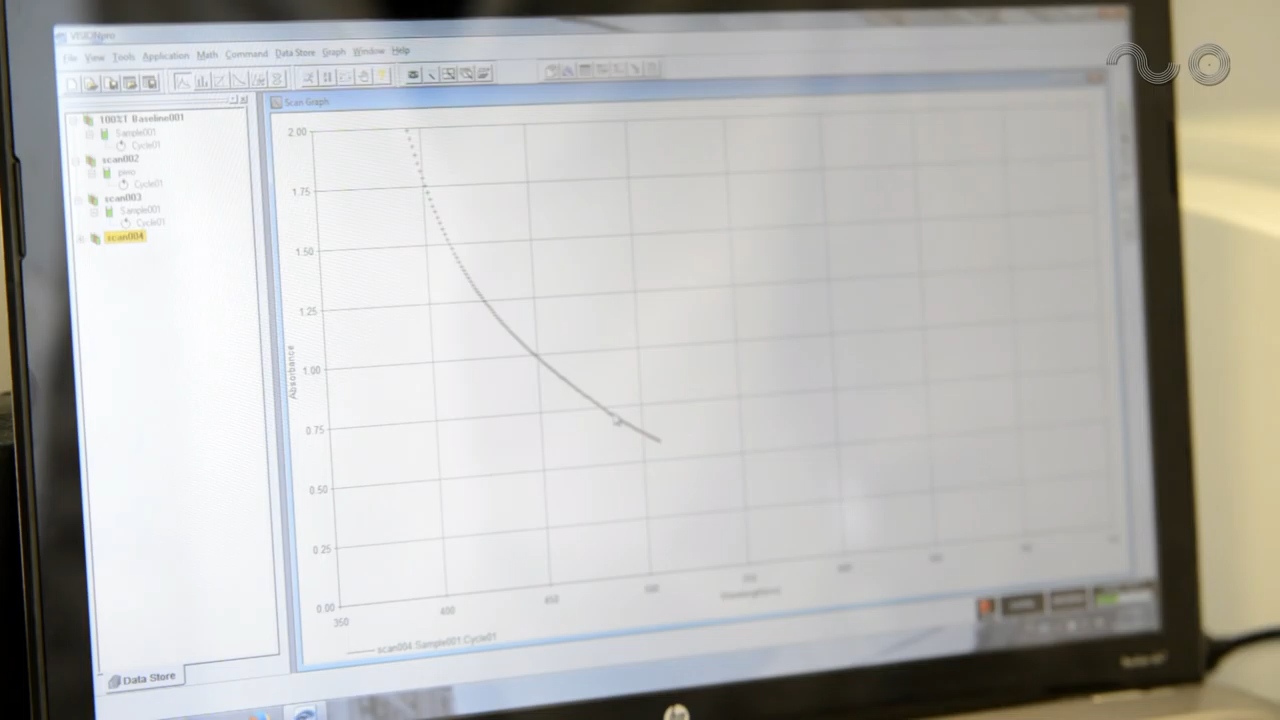 VISIONpro
File View Tools Application Math Command Data Store Graph Window Help
100%T Baseline001
Sample001
Cycle01
scan002
Cycle01
scan003
Sample001
Cycle01
scan004
Data Store
Scan Graph
2.00
1.75
1.50
1.25
1.00
0.75
0.50
0.25
0.00
Absorbance
350
400
450
500
scan004.Sample001.Cycle01
hp